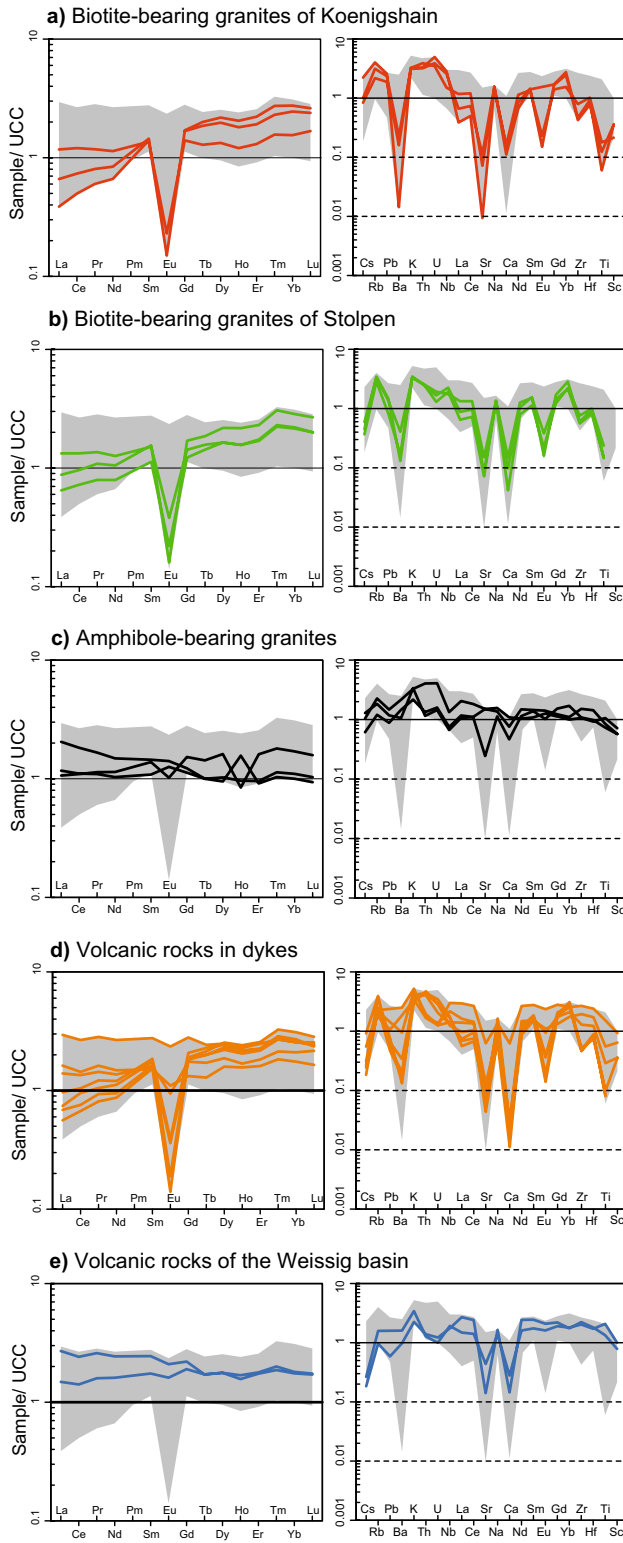 a) Biotite-bearing granites of Koenigshain
Sample/ UCC
10
1
0.1
La Pr Pm Eu Tb Ho Tm Lu
Ce Nd Sm Gd Dy Er Yb
10
1
0.1
0.01
0.001
Cs Pb K U La Sr Ca Sm Gd Zr Ti
Rb Ba Th Nb Ce Na Nd Eu Yb Hf Sc
b) Biotite-bearing granites of Stolpen
Sample/ UCC
10
1
0.1
La Pr Pm Eu Tb Ho Tm Lu
Ce Nd Sm Gd Dy Er Yb
10
1
0.1
0.01
0.001
Cs Pb K U La Sr Ca Sm Gd Zr Ti
Rb Ba Th Nb Ce Na Nd Eu Yb Hf Sc
c) Amphibole-bearing granites
Sample/ UCC
10
1
0.1
La Pr Pm Eu Tb Ho Tm Lu
Ce Nd Sm Gd Dy Er Yb
10
1
0.1
0.01
0.001
Cs Pb K U La Sr Ca Sm Gd Zr Ti
Rb Ba Th Nb Ce Na Nd Eu Yb Hf Sc
d) Volcanic rocks in dykes
Sample/ UCC
10
1
0.1
La Pr Pm Eu Tb Ho Tm Lu
Ce Nd Sm Gd Dy Er Yb
10
1
0.1
0.01
0.001
Cs Pb K U La Sr Ca Sm Gd Zr Ti
Rb Ba Th Nb Ce Na Nd Eu Yb Hf Sc
e) Volcanic rocks of the Weissig basin
Sample/ UCC
10
1
0.1
La Pr Pm Eu Tb Ho Tm Lu
Ce Nd Sm Gd Dy Er Yb
10
1
0.1
0.01
0.001
Cs Pb K U La Sr Ca Sm Gd Zr Ti
Rb Ba Th Nb Ce Na Nd Eu Yb Hf Sc